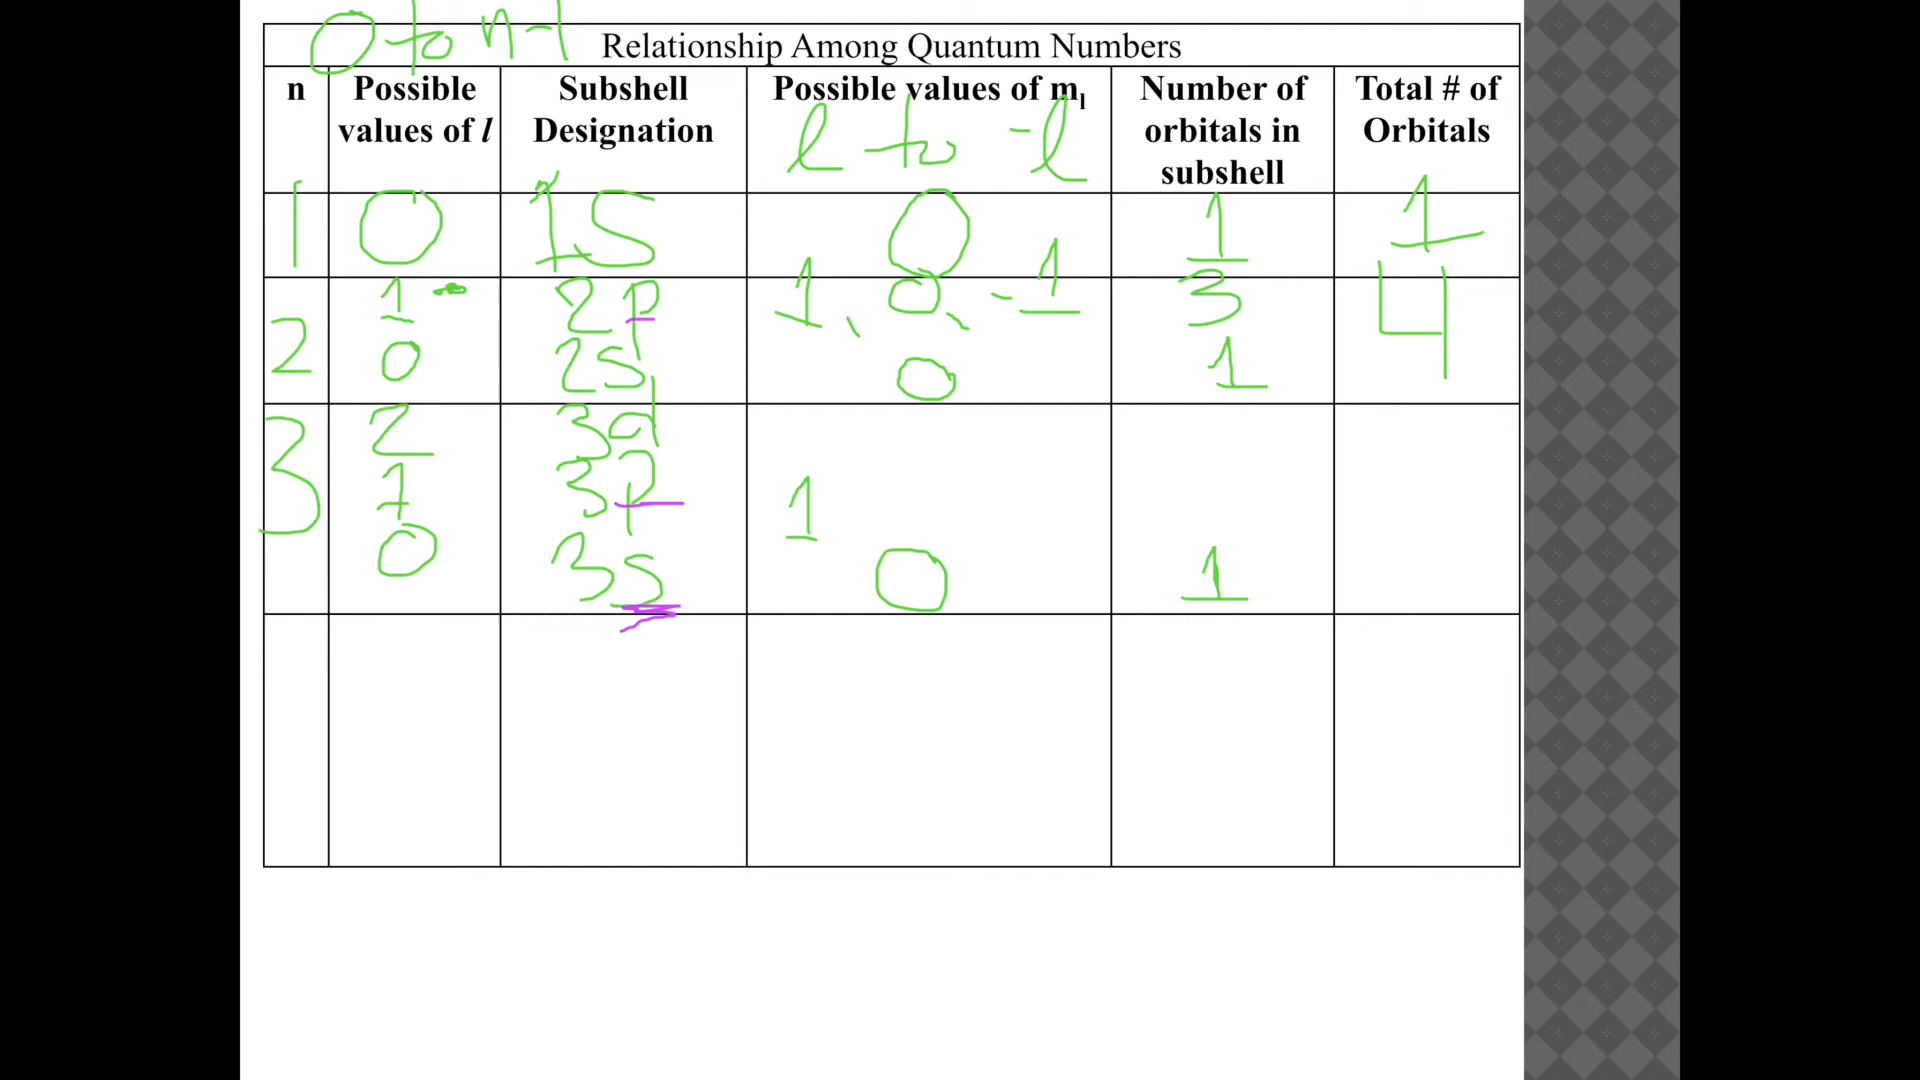 0 to n-1
Relationship Among Quantum Numbers
n Possible values of l Subshell Designation Possible values of ml Number of orbitals in subshell Total # of Orbitals
l to -l
1 0 1s 0 1 1
2 1 2p 1, 0, -1 3 4
0 2s 0 1
3 2 3d
1 3p 1
0 3s 0 1